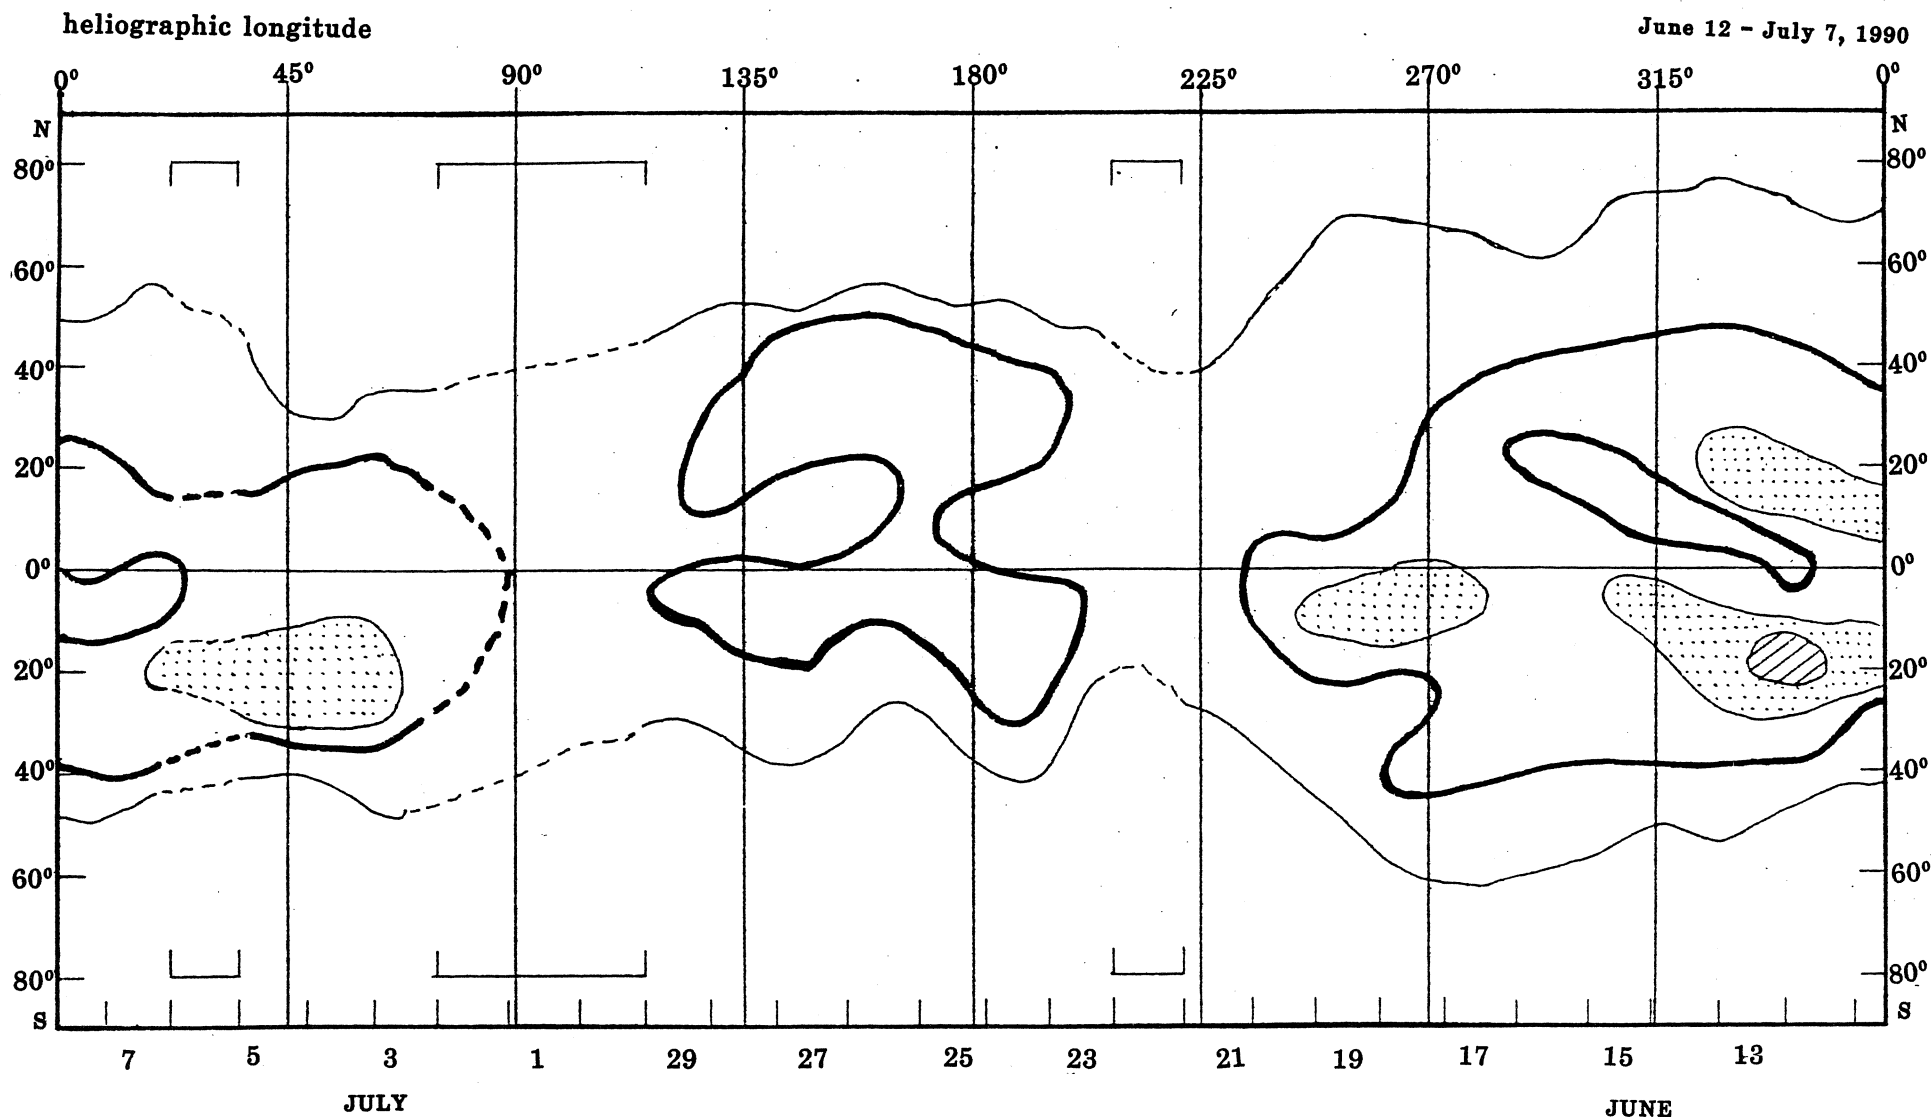 heliographic longitude
June 12 - July 7, 1990
0° 45° 90° 135° 180° 225° 270° 315° 0°
N N
80° 80°
60° 60°
40° 40°
20° 20°
0° 0°
20° 20°
40° 40°
60° 60°
80° 80°
S S
7 5 3 1 29 27 25 23 21 19 17 15 13
JULY JUNE